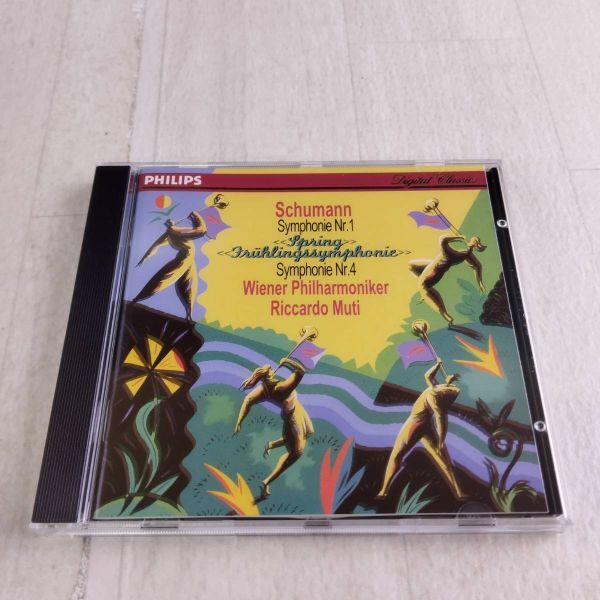 PHILIPS
Digital Classics
Schumann
Symphonie Nr.1
«Spring»
«Frühlingssymphonie»
Symphonie Nr.4
Wiener Philharmoniker
Riccardo Muti